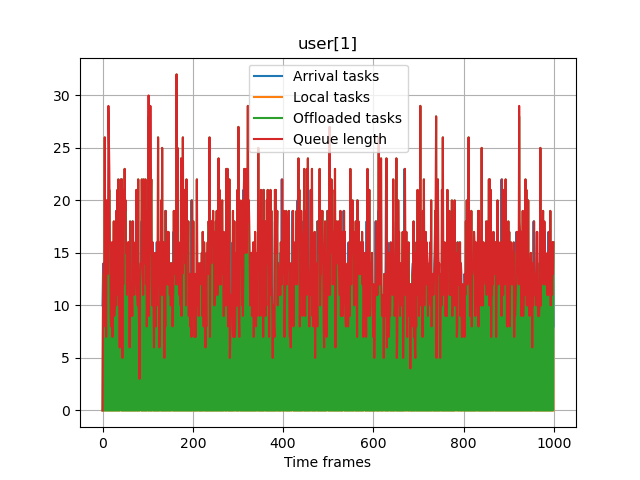 user[1]
Arrival tasks
Local tasks
Offloaded tasks
Queue length
30
25
20
15
10
5
0
0 200 400 600 800 1000
Time frames